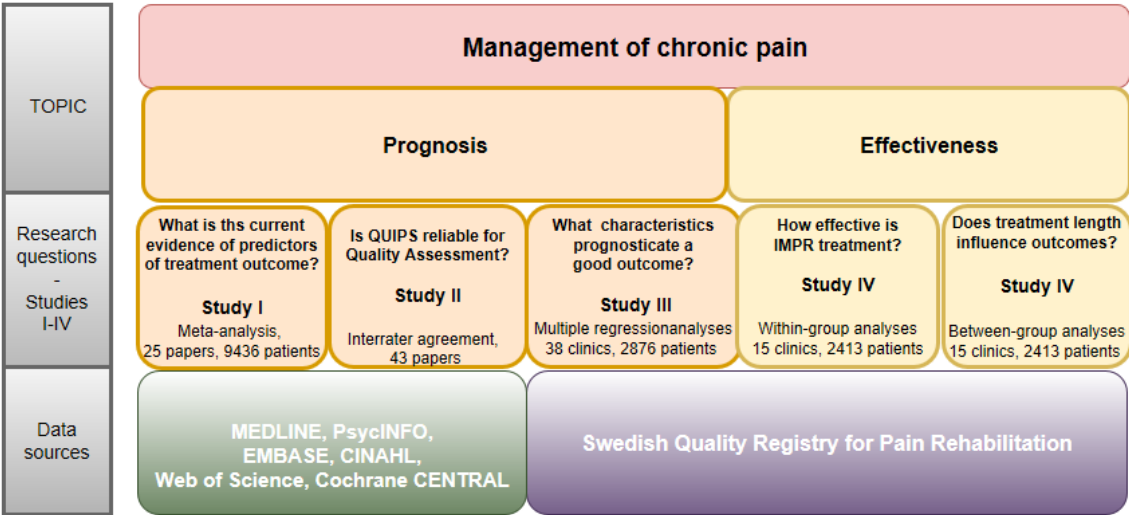 Management of chronic pain
TOPIC
Prognosis
Effectiveness
Research
questions
-
Studies
I-IV
What is ths current
evidence of predictors
of treatment outcome?
Study I
Meta-analysis,
25 papers, 9436 patients
Is QUIPS reliable for
Quality Assessment?
Study II
Interrater agreement,
43 papers
What characteristics
prognosticate a
good outcome?
Study III
Multiple regressionanalyses
38 clinics, 2876 patients
How effective is
IMPR treatment?
Study IV
Within-group analyses
15 clinics, 2413 patients
Does treatment length
influence outcomes?
Study IV
Between-group analyses
15 clinics, 2413 patients
Data
sources
MEDLINE, PsycINFO,
EMBASE, CINAHL,
Web of Science, Cochrane CENTRAL
Swedish Quality Registry for Pain Rehabilitation